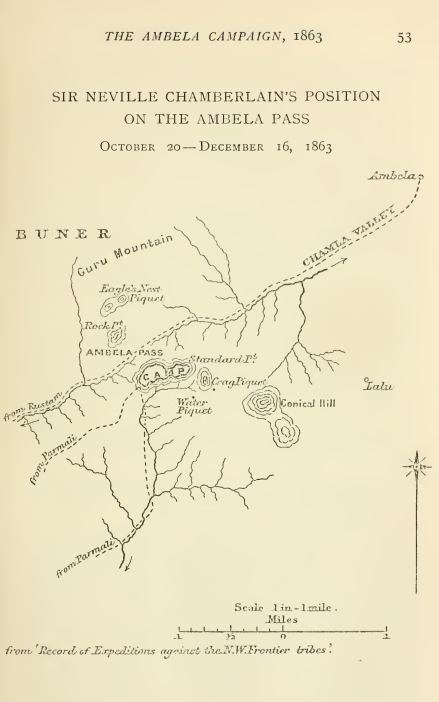 THE AMBELA CAMPAIGN, 1863 53
SIR NEVILLE CHAMBERLAIN'S POSITION
ON THE AMBELA PASS
OCTOBER 20—DECEMBER 16, 1863
Ambela
CHAMLA VALLEY
BUNER
Guru Mountain
Eagle's Nest
Piquet
Rock Pt.
AMBELA PASS
Standard Pt.
CAMP
Crag Piquet
Water
Piquet
Conical Hill
Lalu
from Rustam
from Parmali
from Parmali
Scale 1 in - 1 mile.
Miles
1 ½ 0 1
from 'Record of Expeditions against the N.W. Frontier tribes'.